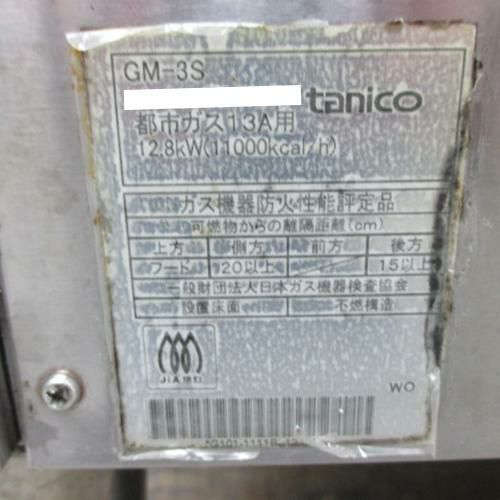 GM-3S
tanico
都市ガス13A用
12.8kW(11000kcal/h)
ガス機器防火性能評定品
可燃物からの離隔距離(cm)
上方 側方 前方 後方
フード 20以上 15以上
一般財団法人日本ガス機器検査協会
設置床面 不燃構造
JIA
WO